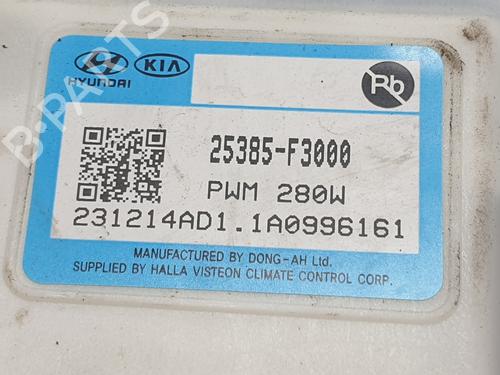 HYUNDAI KIA Pb
25385-F3000
PWM 280W
231214AD1.1A0996161
MANUFACTURED BY DONG-AH Ltd.
SUPPLIED BY HALLA VISTEON CLIMATE CONTROL CORP.
B-PARTS